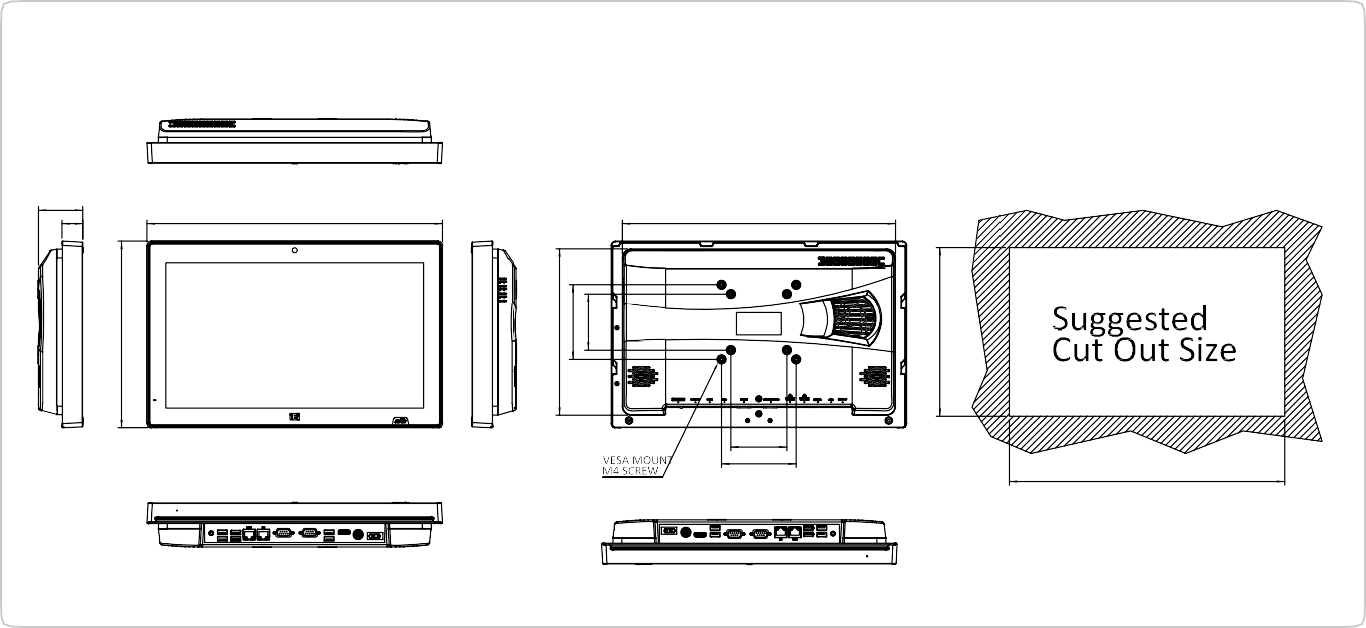 Suggested
Cut Out Size
VESA MOUNT
M4 SCREW